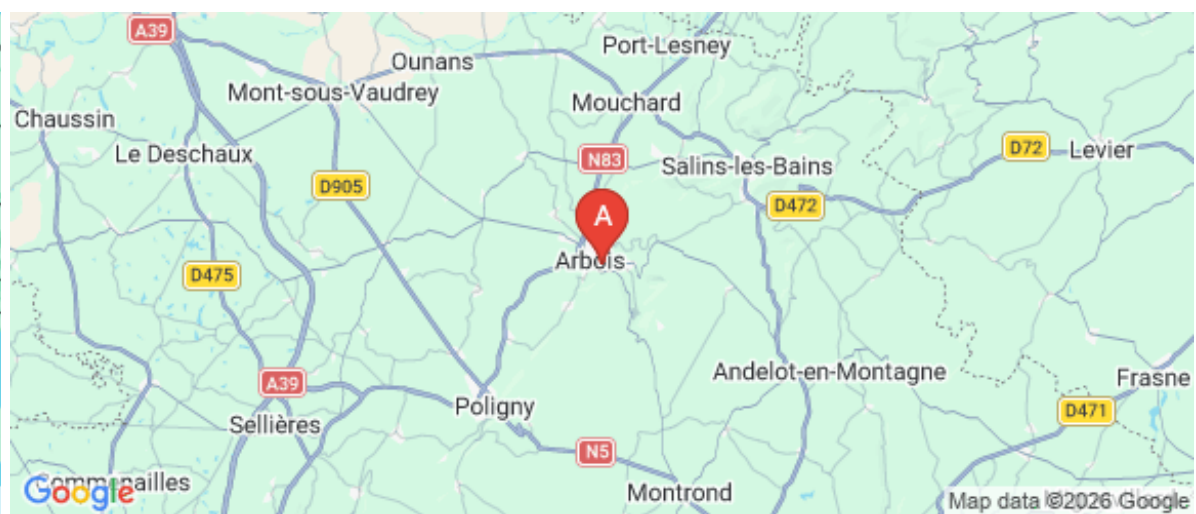 A39
Port-Lesney
Ounans
Mont-sous-Vaudrey
Mouchard
Chaussin
Le Deschaux
N83
Salins-les-Bains
D72
Levier
D905
D472
A
Arbois
D475
Andelot-en-Montagne
Frasne
A39
Poligny
D471
Sellières
N5
Commenailles
Google
Montrond
Map data ©2026 Google